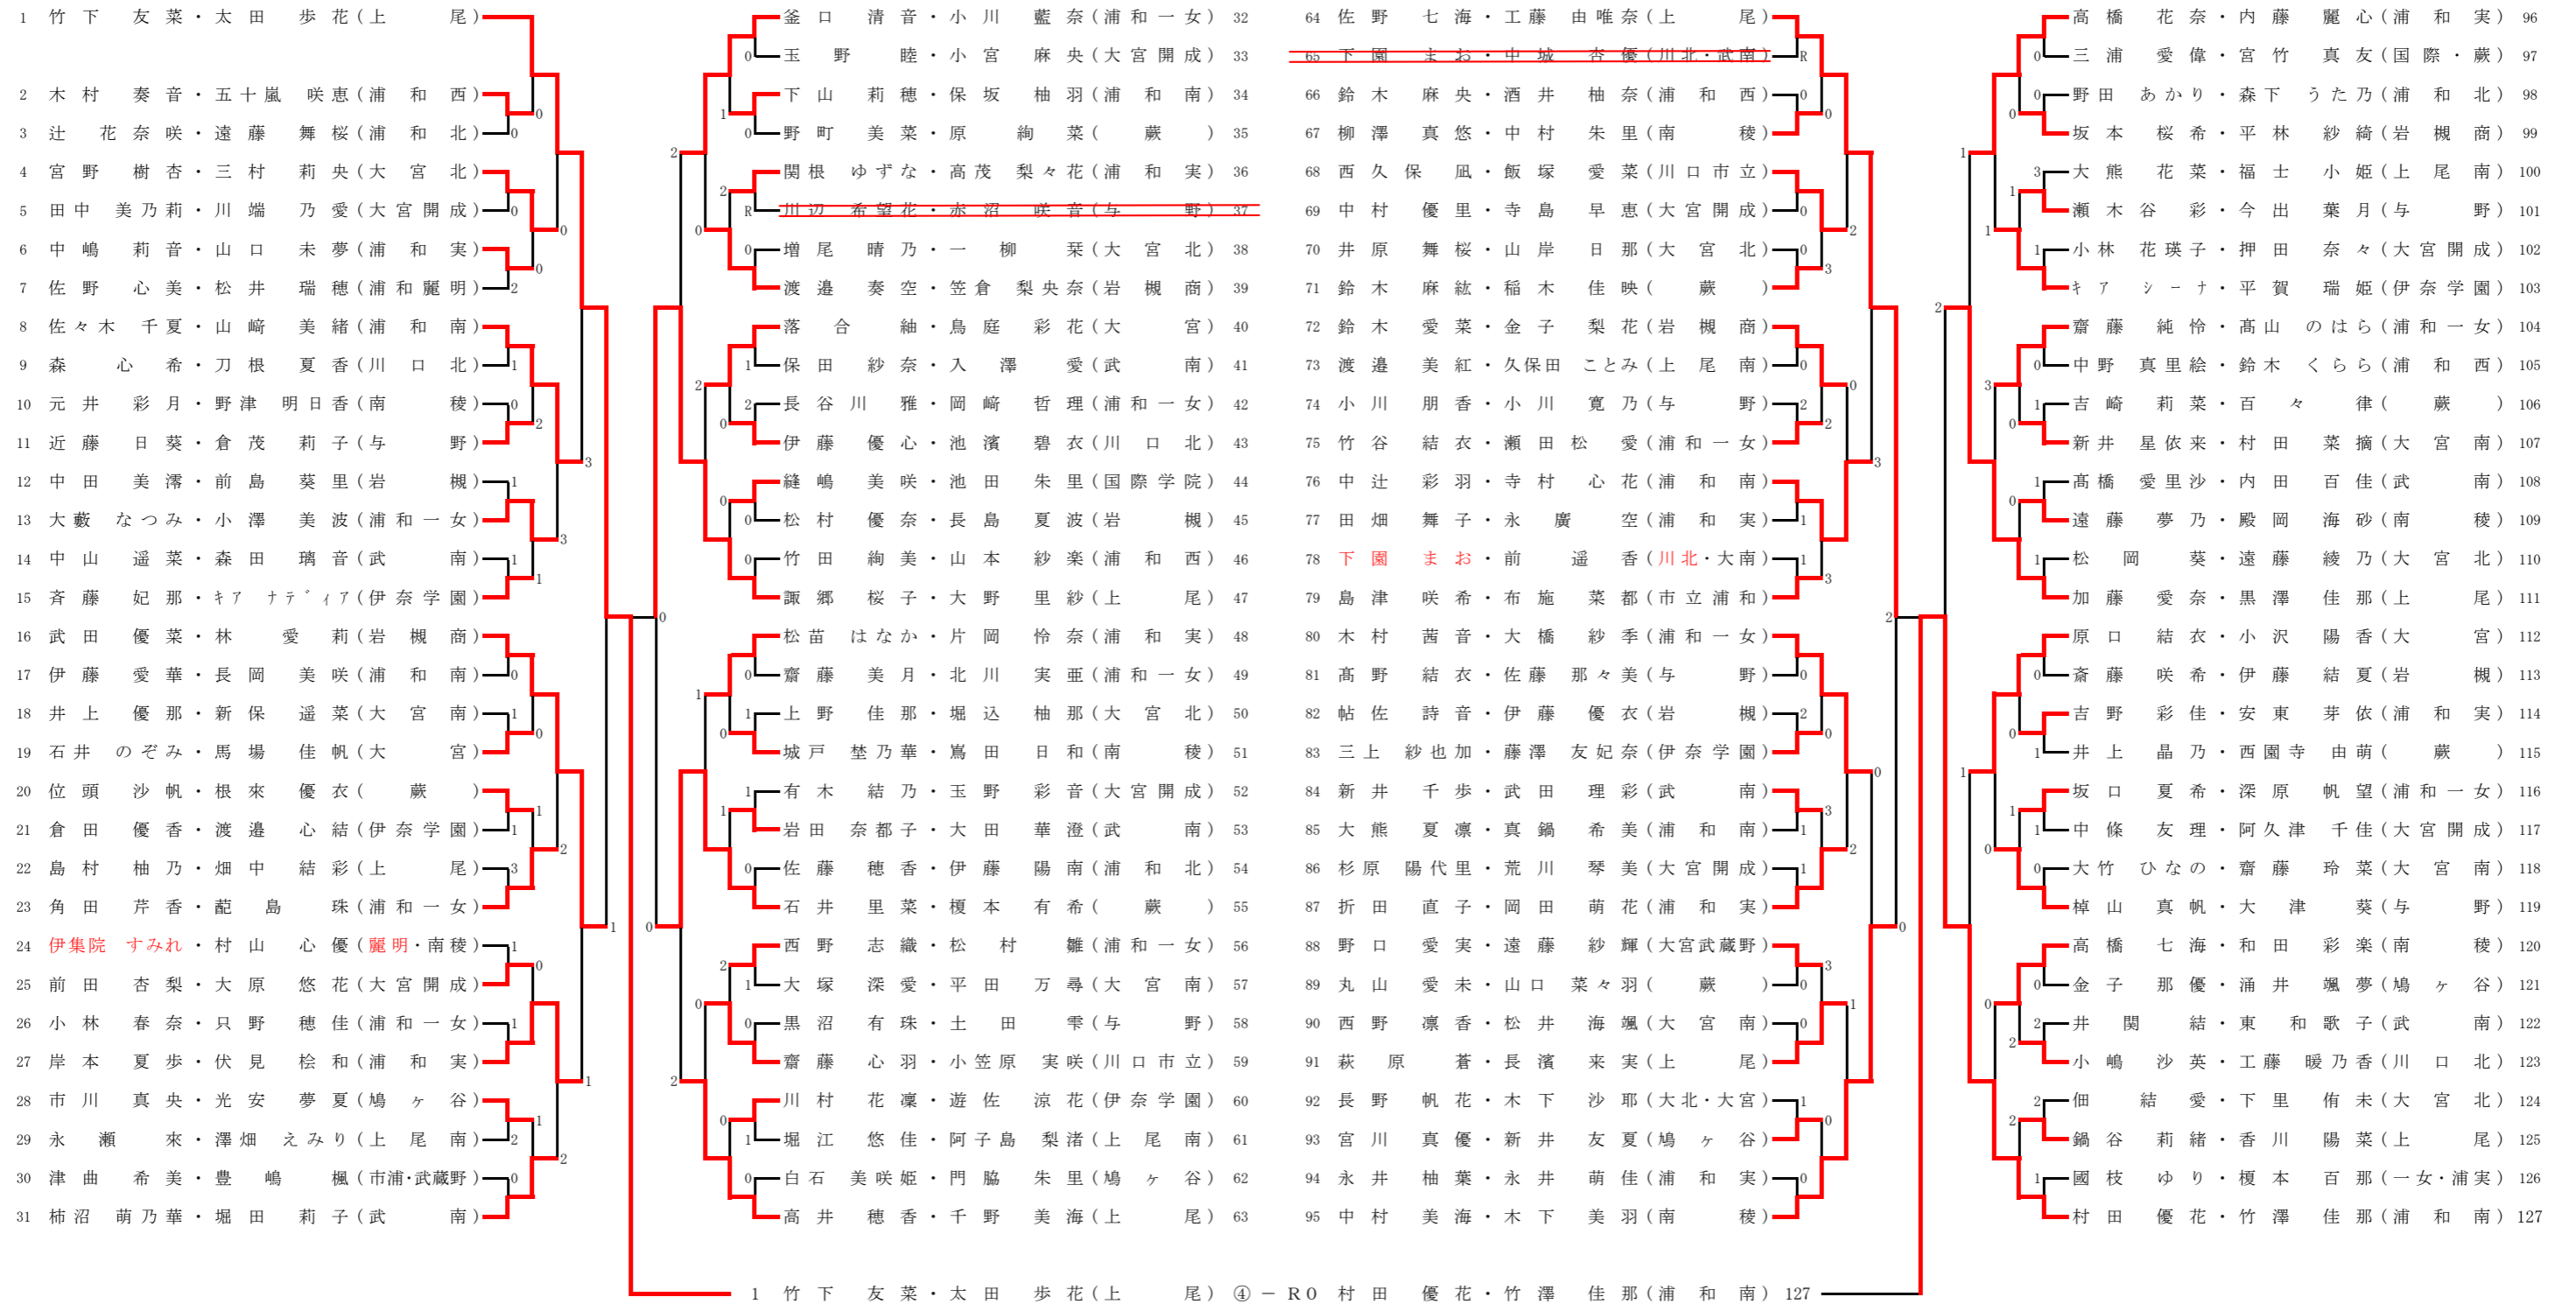 1 竹下 友菜・太田 歩花(上尾)
2 木村 奏音・五十嵐 咲恵(浦和西) 0
3 辻 花奈咲・遠藤 舞桜(浦和北) 0
4 宮野 樹杏・三村 莉央(大宮北)
5 田中 美乃莉・川端 乃愛(大宮開成) 0
6 中嶋 莉音・山口 未夢(浦和実) 0
7 佐野 心美・松井 瑞穂(浦和麗明) 2
8 佐々木 千夏・山﨑 美緒(浦和南)
9 森 心希・刀根 夏香(川口北) 1
10 元井 彩月・野津 明日香(南稜) 0
11 近藤 日葵・倉茂 莉子(与野) 2
12 中田 美澪・前島 葵里(岩槻) 1
13 大藪 なつみ・小澤 美波(浦和一女) 3
14 中山 遥菜・森田 璃音(武南) 1
15 斉藤 妃那・キア ナディア(伊奈学園) 1
16 武田 優菜・林 愛莉(岩槻商)
17 伊藤 愛華・長岡 美咲(浦和南) 0
18 井上 優那・新保 遥菜(大宮南) 1
19 石井 のぞみ・馬場 佳帆(大宮) 0
20 位頭 沙帆・根來 優衣(蕨) 1
21 倉田 優香・渡邉 心結(伊奈学園) 1
22 島村 柚乃・畑中 結彩(上尾) 3
23 角田 芹香・蓜島 珠(浦和一女)
24 伊集院 すみれ・村山 心優(麗明・南稜) 1
25 前田 杏梨・大原 悠花(大宮開成) 0
26 小林 春奈・只野 穂佳(浦和一女) 1
27 岸本 夏歩・伏見 桧和(浦和実)
28 市川 真央・光安 夢夏(鳩ヶ谷) 1
29 永瀬 來・澤畑 えみり(上尾南) 2
30 津曲 希美・豊嶋 楓(市浦・武蔵野) 0
31 柿沼 萌乃華・堀田 莉子(武南)
釜口 清音・小川 藍奈(浦和一女) 32
0 玉野 睦・小宮 麻央(大宮開成) 33
下山 莉穂・保坂 柚羽(浦和南) 34
0 野町 美菜・原 絢菜(蕨) 35
関根 ゆずな・高茂 梨々花(浦和実) 36
R 川辺 希望花・赤沼 咲音(与野) 37
0 増尾 晴乃・一柳 栞(大宮北) 38
渡邉 奏空・笠倉 梨央奈(岩槻商) 39
落合 紬・鳥庭 彩花(大宮) 40
1 保田 紗奈・入澤 愛(武南) 41
2 長谷川 雅・岡﨑 哲理(浦和一女) 42
伊藤 優心・池濱 碧衣(川口北) 43
縫嶋 美咲・池田 朱里(国際学院) 44
0 松村 優奈・長島 夏波(岩槻) 45
0 竹田 絢美・山本 紗楽(浦和西) 46
諏郷 桜子・大野 里紗(上尾) 47
松苗 はなか・片岡 怜奈(浦和実) 48
0 齋藤 美月・北川 実亜(浦和一女) 49
1 上野 佳那・堀込 柚那(大宮北) 50
城戸 埜乃華・嶌田 日和(南稜) 51
1 有木 結乃・玉野 彩音(大宮開成) 52
岩田 奈都子・大田 華澄(武南) 53
0 佐藤 穂香・伊藤 陽南(浦和北) 54
石井 里菜・榎本 有希(蕨) 55
西野 志織・松村 雛(浦和一女) 56
1 大塚 深愛・平田 万尋(大宮南) 57
0 黒沼 有珠・土田 雫(与野) 58
齋藤 心羽・小笠原 実咲(川口市立) 59
川村 花凜・遊佐 涼花(伊奈学園) 60
1 堀江 悠佳・阿子島 梨渚(上尾南) 61
0 白石 美咲姫・門脇 朱里(鳩ヶ谷) 62
高井 穂香・千野 美海(上尾) 63
64 佐野 七海・工藤 由唯奈(上尾)
65 下園 まお・中城 杏優(川北・武南) R
66 鈴木 麻央・酒井 柚奈(浦和西) 0
67 柳澤 真悠・中村 朱里(南稜)
68 西久保 凪・飯塚 愛菜(川口市立)
69 中村 優里・寺島 早恵(大宮開成) 0
70 井原 舞桜・山岸 日那(大宮北) 0
71 鈴木 麻紘・稲木 佳映(蕨)
72 鈴木 愛菜・金子 梨花(岩槻商)
73 渡邉 美紅・久保田 ことみ(上尾南) 0
74 小川 朋香・小川 寛乃(与野) 2
75 竹谷 結衣・瀬田松 愛(浦和一女)
76 中辻 彩羽・寺村 心花(浦和南)
77 田畑 舞子・永廣 空(浦和実) 1
78 下園 まお・前 遥香(川北・大南) 1
79 島津 咲希・布施 菜都(市立浦和)
80 木村 茜音・大橋 紗季(浦和一女)
81 髙野 結衣・佐藤 那々美(与野) 0
82 帖佐 詩音・伊藤 優衣(岩槻) 2
83 三上 紗也加・藤澤 友妃奈(伊奈学園)
84 新井 千歩・武田 理彩(武南)
85 大熊 夏凛・真鍋 希美(浦和南) 1
86 杉原 陽代里・荒川 琴美(大宮開成) 1
87 折田 直子・岡田 萌花(浦和実)
88 野口 愛実・遠藤 紗輝(大宮武蔵野)
89 丸山 愛未・山口 菜々羽(蕨) 0
90 西野 凛香・松井 海颯(大宮南) 0
91 萩原 蒼・長濱 来実(上尾)
92 長野 帆花・木下 沙耶(大北・大宮) 1
93 宮川 真優・新井 友夏(鳩ヶ谷)
94 永井 柚葉・永井 萌佳(浦和実) 0
95 中村 美海・木下 美羽(南稜)
高橋 花奈・内藤 麗心(浦和実) 96
0 三浦 愛偉・宮竹 真友(国際・蕨) 97
0 野田 あかり・森下 うた乃(浦和北) 98
坂本 桜希・平林 紗綺(岩槻商) 99
3 大熊 花菜・福士 小姫(上尾南) 100
瀬木谷 彩・今出 葉月(与野) 101
1 小林 花瑛子・押田 奈々(大宮開成) 102
キア シーナ・平賀 瑞姫(伊奈学園) 103
齋藤 純怜・髙山 のはら(浦和一女) 104
0 中野 真里絵・鈴木 くらら(浦和西) 105
1 吉崎 莉菜・百々 律(蕨) 106
新井 星依来・村田 菜摘(大宮南) 107
1 髙橋 愛里沙・内田 百佳(武南) 108
遠藤 夢乃・殿岡 海砂(南稜) 109
1 松岡 葵・遠藤 綾乃(大宮北) 110
加藤 愛奈・黒澤 佳那(上尾) 111
原口 結衣・小沢 陽香(大宮) 112
0 斎藤 咲希・伊藤 結夏(岩槻) 113
吉野 彩佳・安東 芽依(浦和実) 114
1 井上 晶乃・西園寺 由萌(蕨) 115
坂口 夏希・深原 帆望(浦和一女) 116
1 中條 友理・阿久津 千佳(大宮開成) 117
0 大竹 ひなの・齋藤 玲菜(大宮南) 118
棹山 真帆・大津 葵(与野) 119
高橋 七海・和田 彩楽(南稜) 120
0 金子 那優・涌井 颯夢(鳩ヶ谷) 121
2 井関 結・東 和歌子(武南) 122
小嶋 沙英・工藤 暖乃香(川口北) 123
2 佃 結愛・下里 侑未(大宮北) 124
鍋谷 莉緒・香川 陽菜(上尾) 125
1 國枝 ゆり・榎本 百那(一女・浦実) 126
村田 優花・竹澤 佳那(浦和南) 127
1 竹下 友菜・太田 歩花(上尾) ④ － R0 村田 優花・竹澤 佳那(浦和南) 127